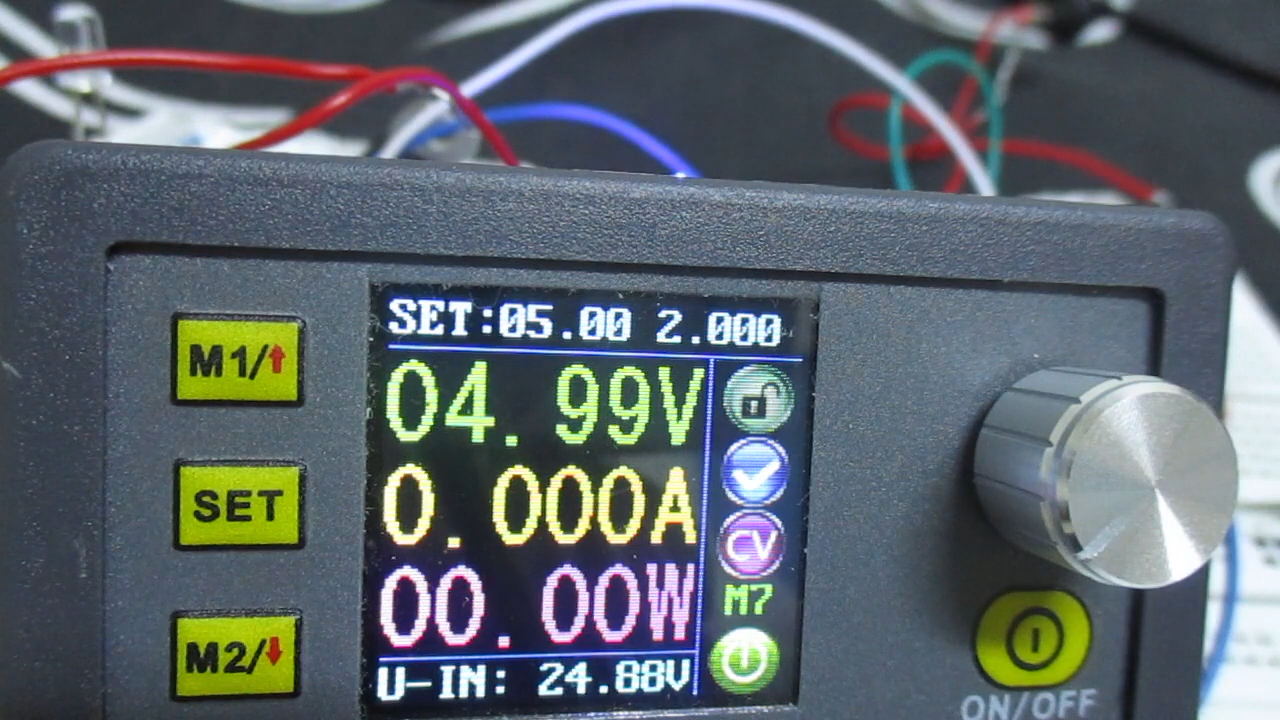 SET:05.00 2.000
M1/↑
04.99V
SET
0.000A
CV
00.00W
M7
M2/↓
U-IN: 24.88V
ON/OFF